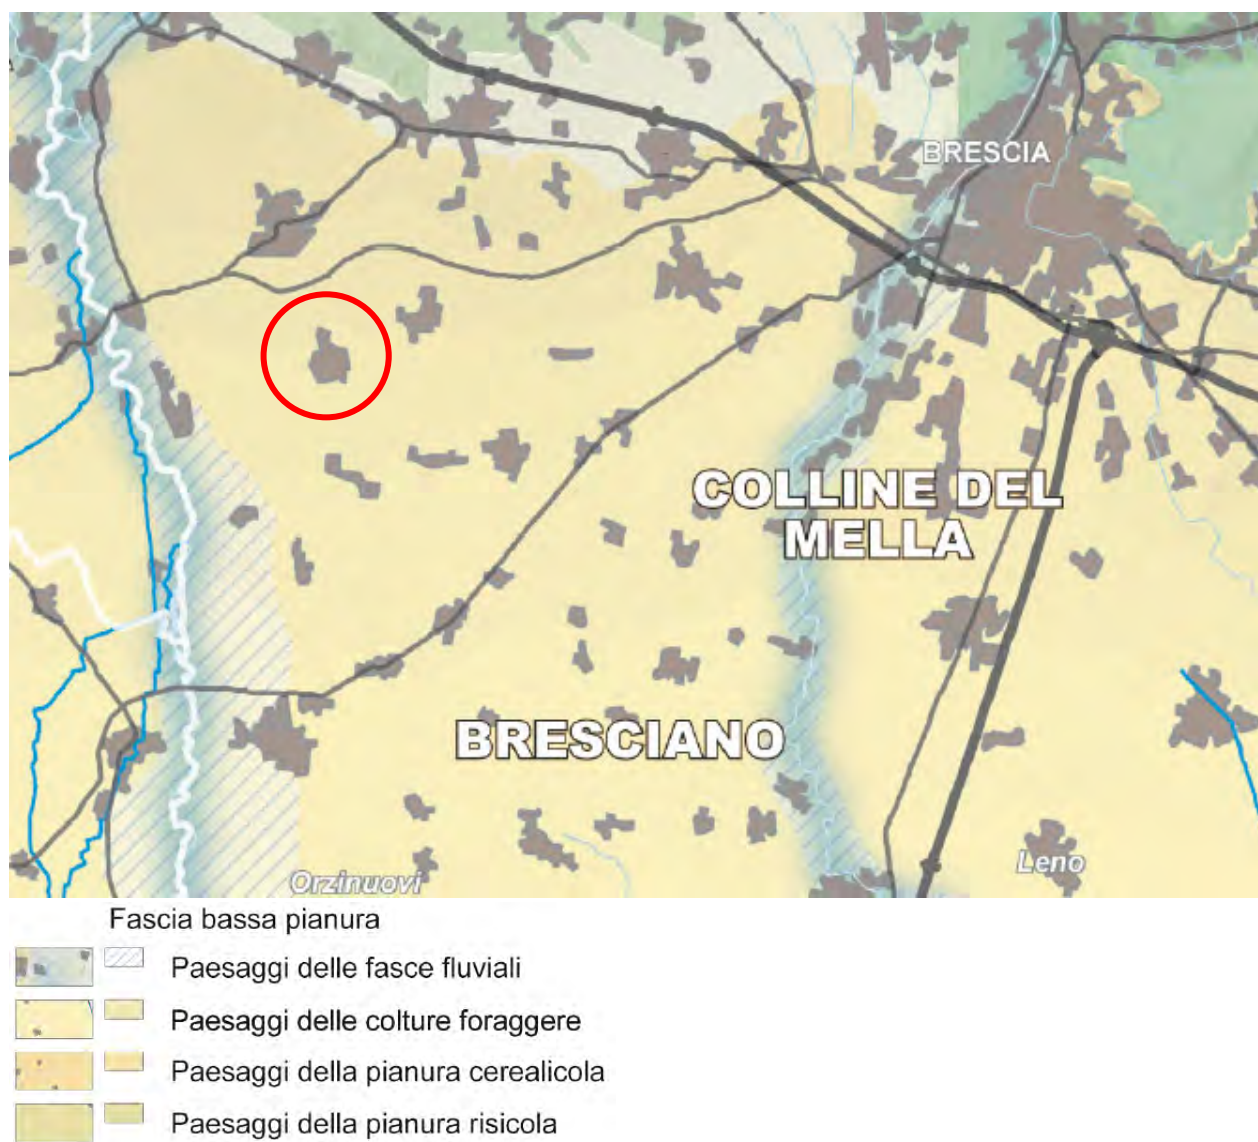 BRESCIA
COLLINE DEL
MELLA
BRESCIANO
Orzinuovi
Leno
Fascia bassa pianura
Paesaggi delle fasce fluviali
Paesaggi delle colture foraggere
Paesaggi della pianura cerealicola
Paesaggi della pianura risicola